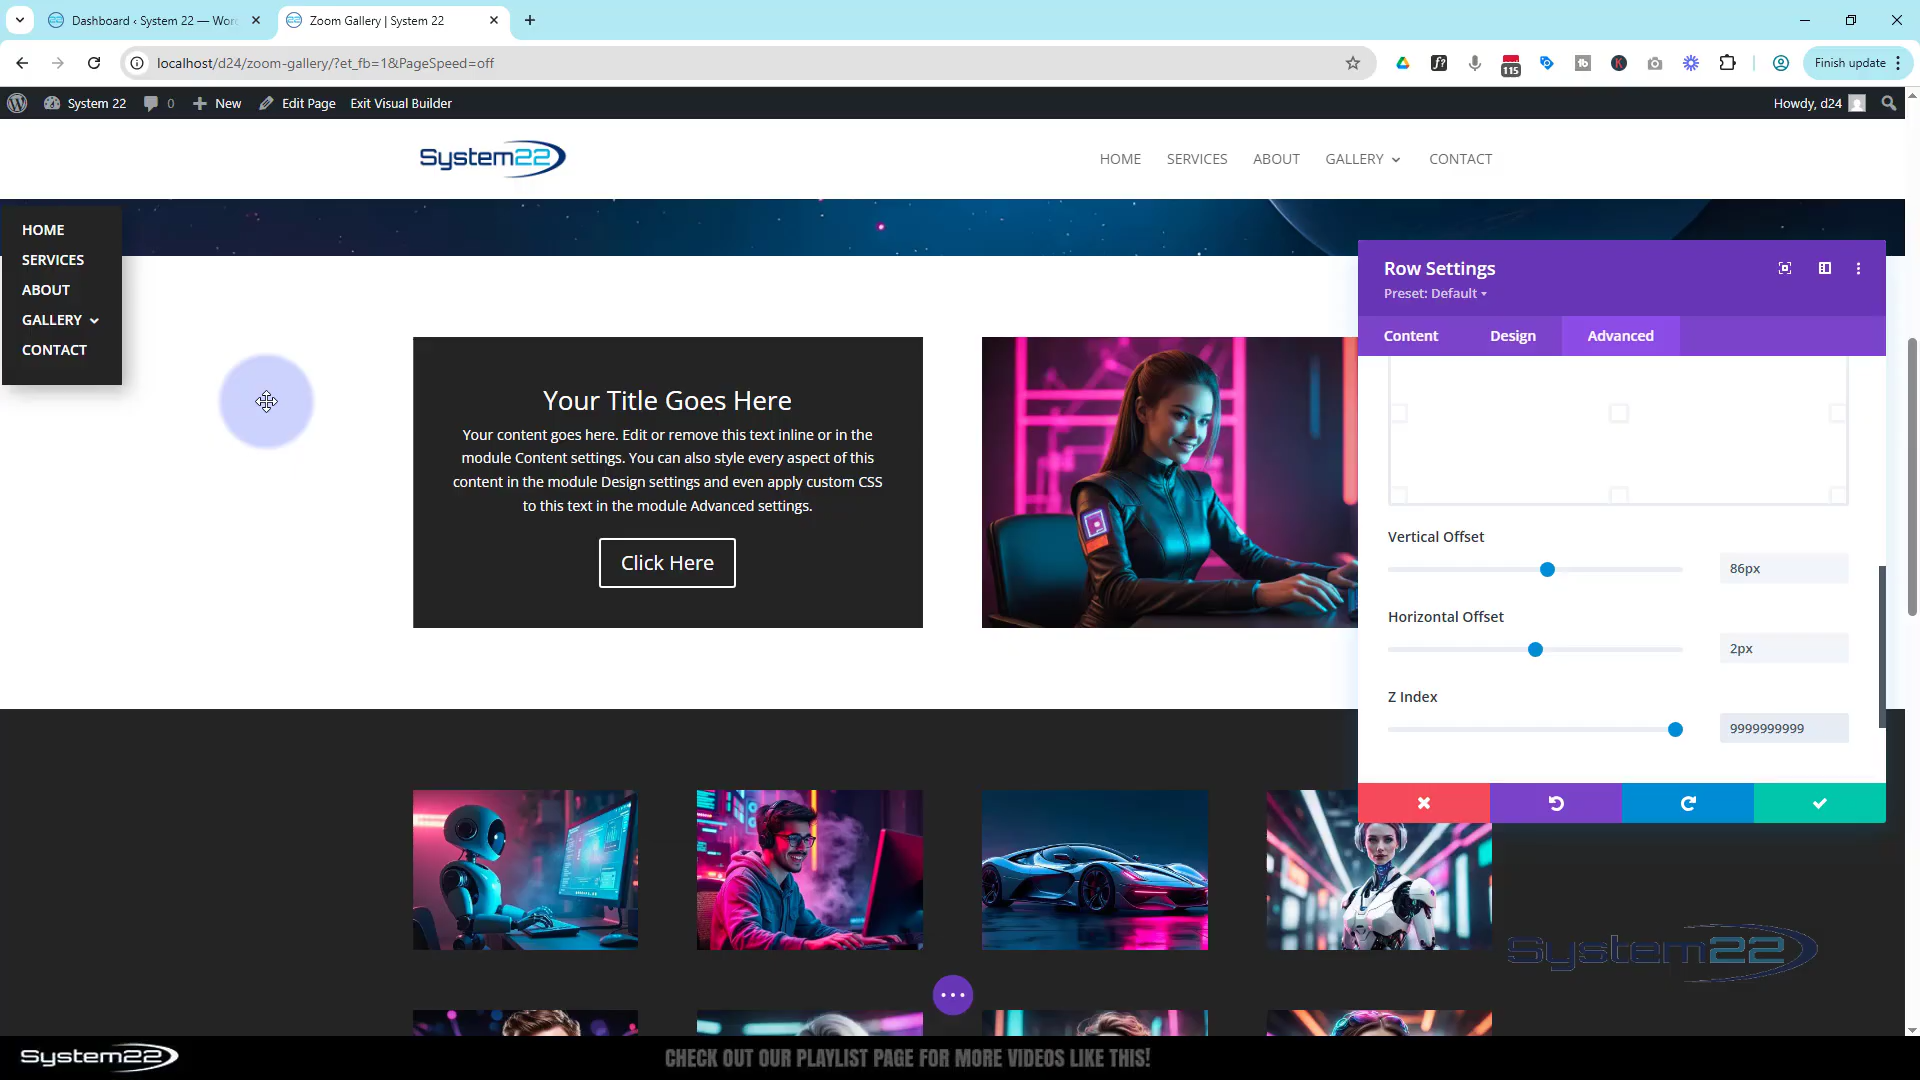 Dashboard ‹ System 22 — Wor
Zoom Gallery | System 22
localhost/d24/zoom-gallery/?et_fb=1&PageSpeed=off
115
Finish update
System 22
0
New
Edit Page
Exit Visual Builder
Howdy, d24
System22
HOME
SERVICES
ABOUT
GALLERY
CONTACT
HOME
SERVICES
ABOUT
GALLERY
CONTACT
Your Title Goes Here
Your content goes here. Edit or remove this text inline or in the
module Content settings. You can also style every aspect of this
content in the module Design settings and even apply custom CSS
to this text in the module Advanced settings.
Click Here
Row Settings
Preset: Default
Content
Design
Advanced
Vertical Offset
86px
Horizontal Offset
2px
Z Index
9999999999
System22
System22
CHECK OUT OUR PLAYLIST PAGE FOR MORE VIDEOS LIKE THIS!